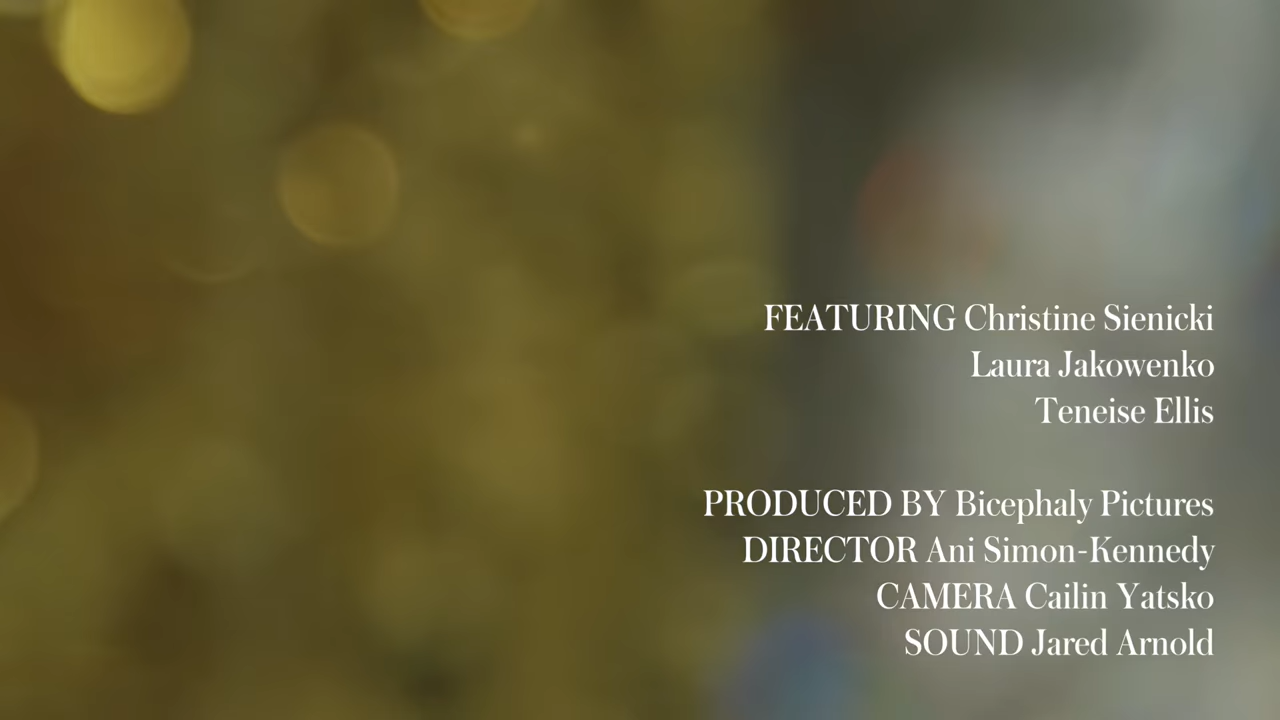 FEATURING Christine Sienicki
Laura Jakowenko
Teneise Ellis
PRODUCED BY Bicephaly Pictures
DIRECTOR Ani Simon-Kennedy
CAMERA Cailin Yatsko
SOUND Jared Arnold